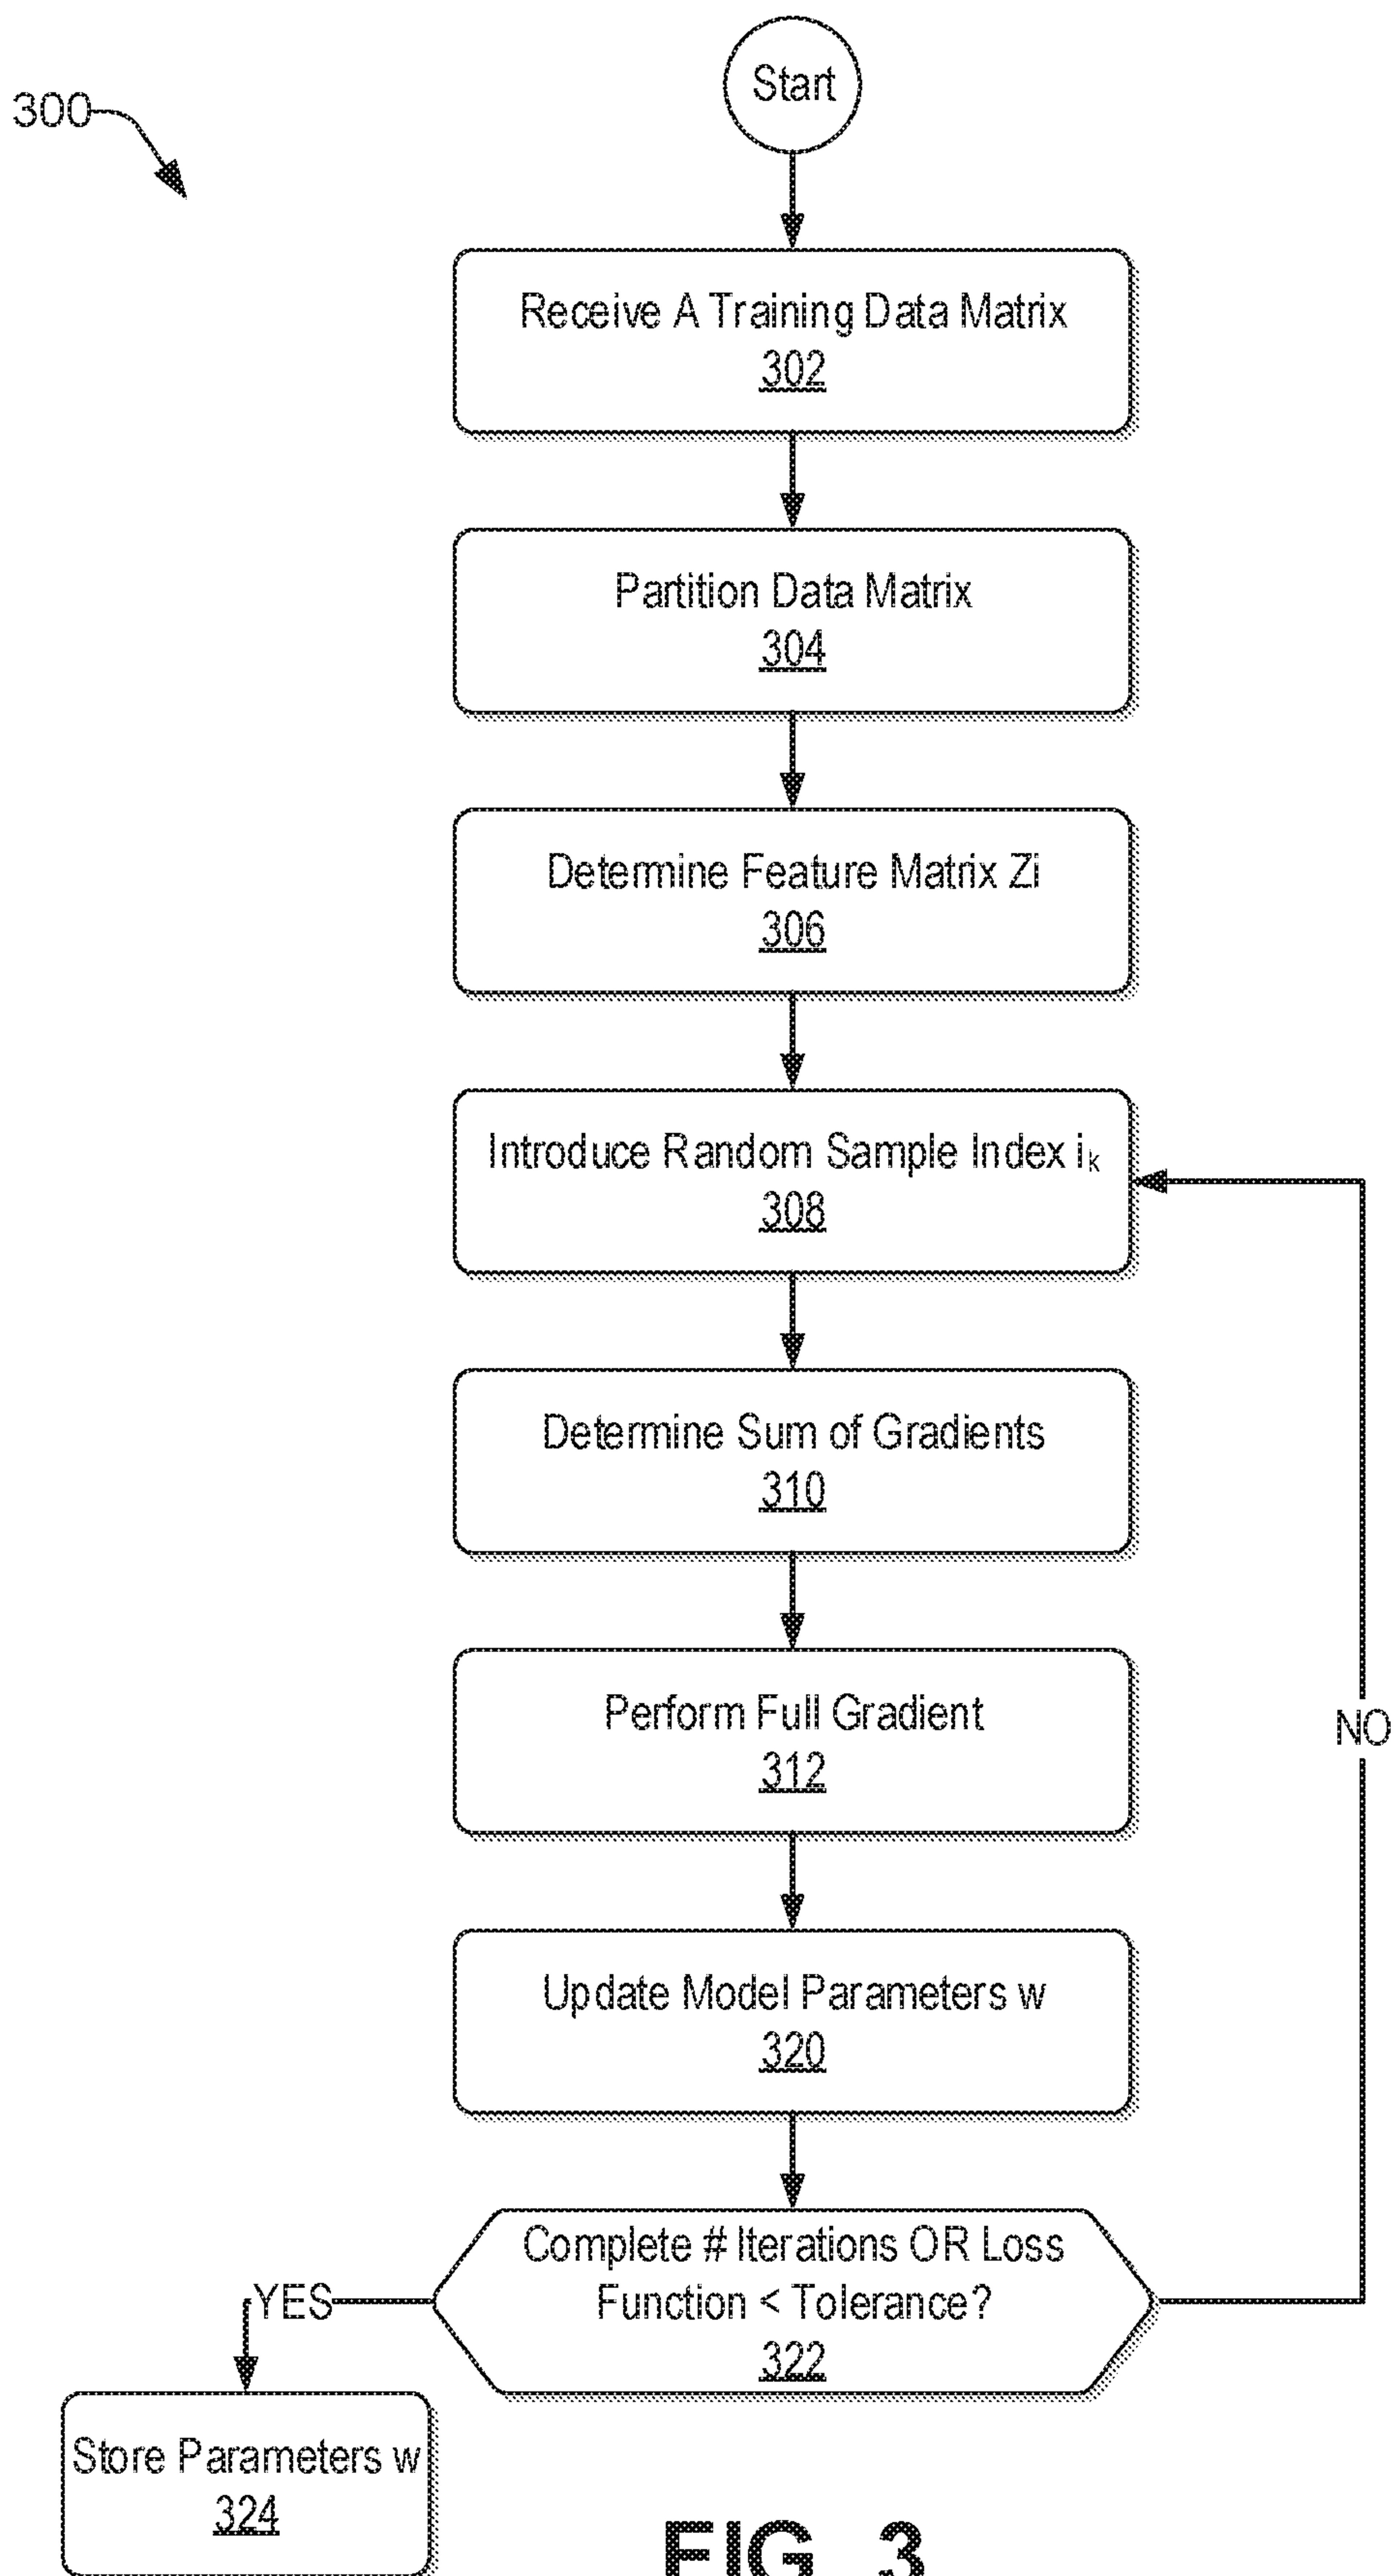 Start
300
Receive A Training Data Matrix
302
Partition Data Matrix
304
Determine Feature Matrix Zi
306
Introduce Random Sample Index iₖ
308
Determine Sum of Gradients
310
Perform Full Gradient
312
NO
Update Model Parameters w
320
Complete # Iterations OR Loss
Function < Tolerance?
322
YES
Store Parameters w
324
FIG. 3